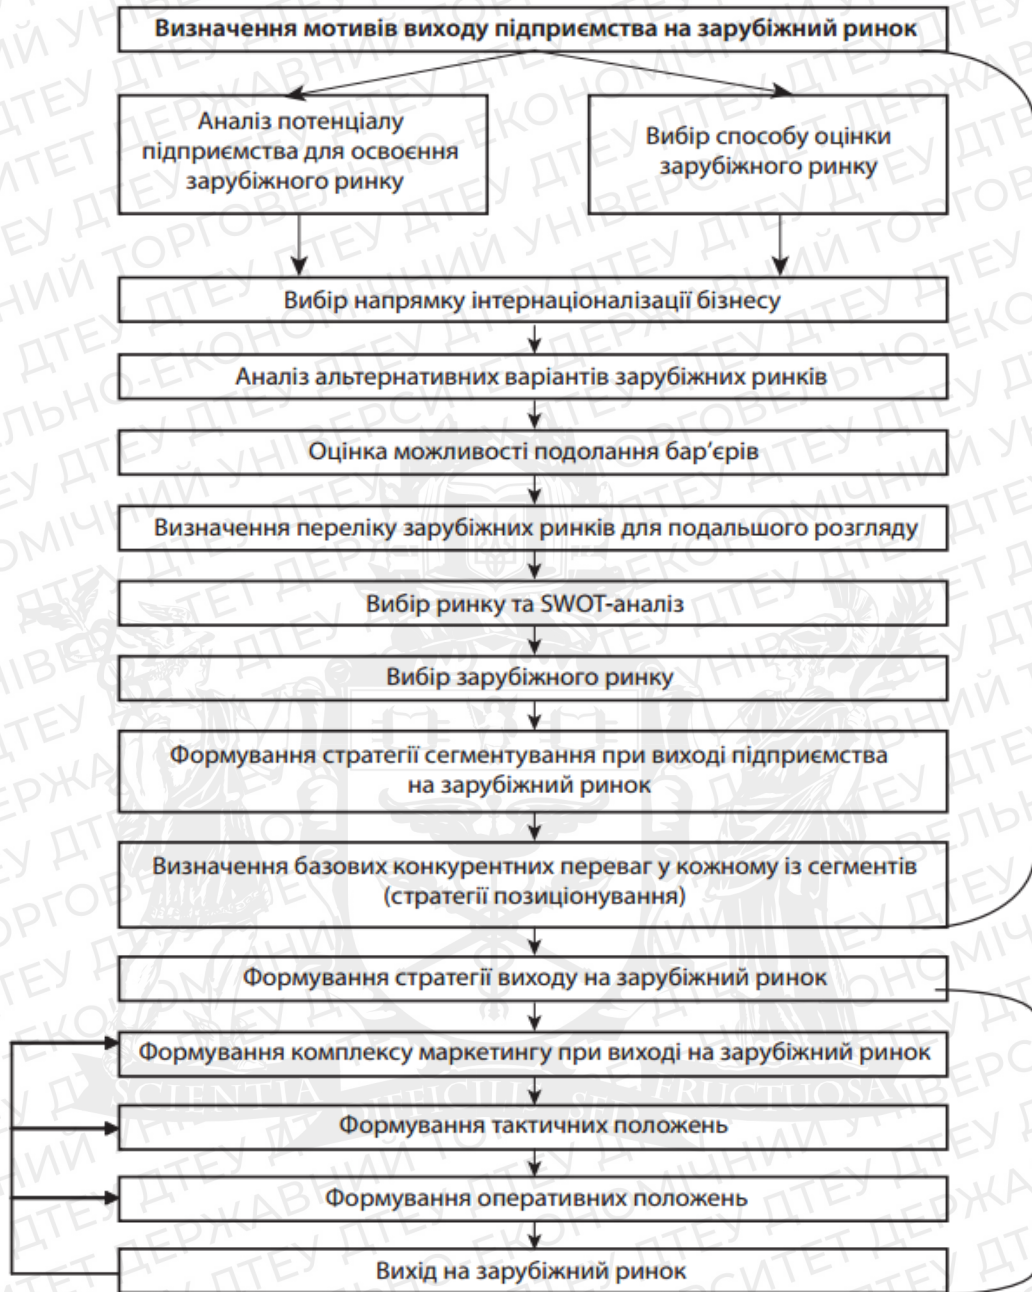 Визначення мотивів виходу підприємства на зарубіжний ринок
Аналіз потенціалу
підприємства для освоєння
зарубіжного ринку
Вибір способу оцінки
зарубіжного ринку
Вибір напрямку інтернаціоналізації бізнесу
Аналіз альтернативних варіантів зарубіжних ринків
Оцінка можливості подолання бар’єрів
Визначення переліку зарубіжних ринків для подальшого розгляду
Вибір ринку та SWOT-аналіз
Вибір зарубіжного ринку
Формування стратегії сегментування при виході підприємства
на зарубіжний ринок
Визначення базових конкурентних переваг у кожному із сегментів
(стратегії позиціонування)
Формування стратегії виходу на зарубіжний ринок
Формування комплексу маркетингу при виході на зарубіжний ринок
SCIENTIA DIFFICILIS SED FRUCTUOSA
Формування тактичних положень
Формування оперативних положень
Вихід на зарубіжний ринок